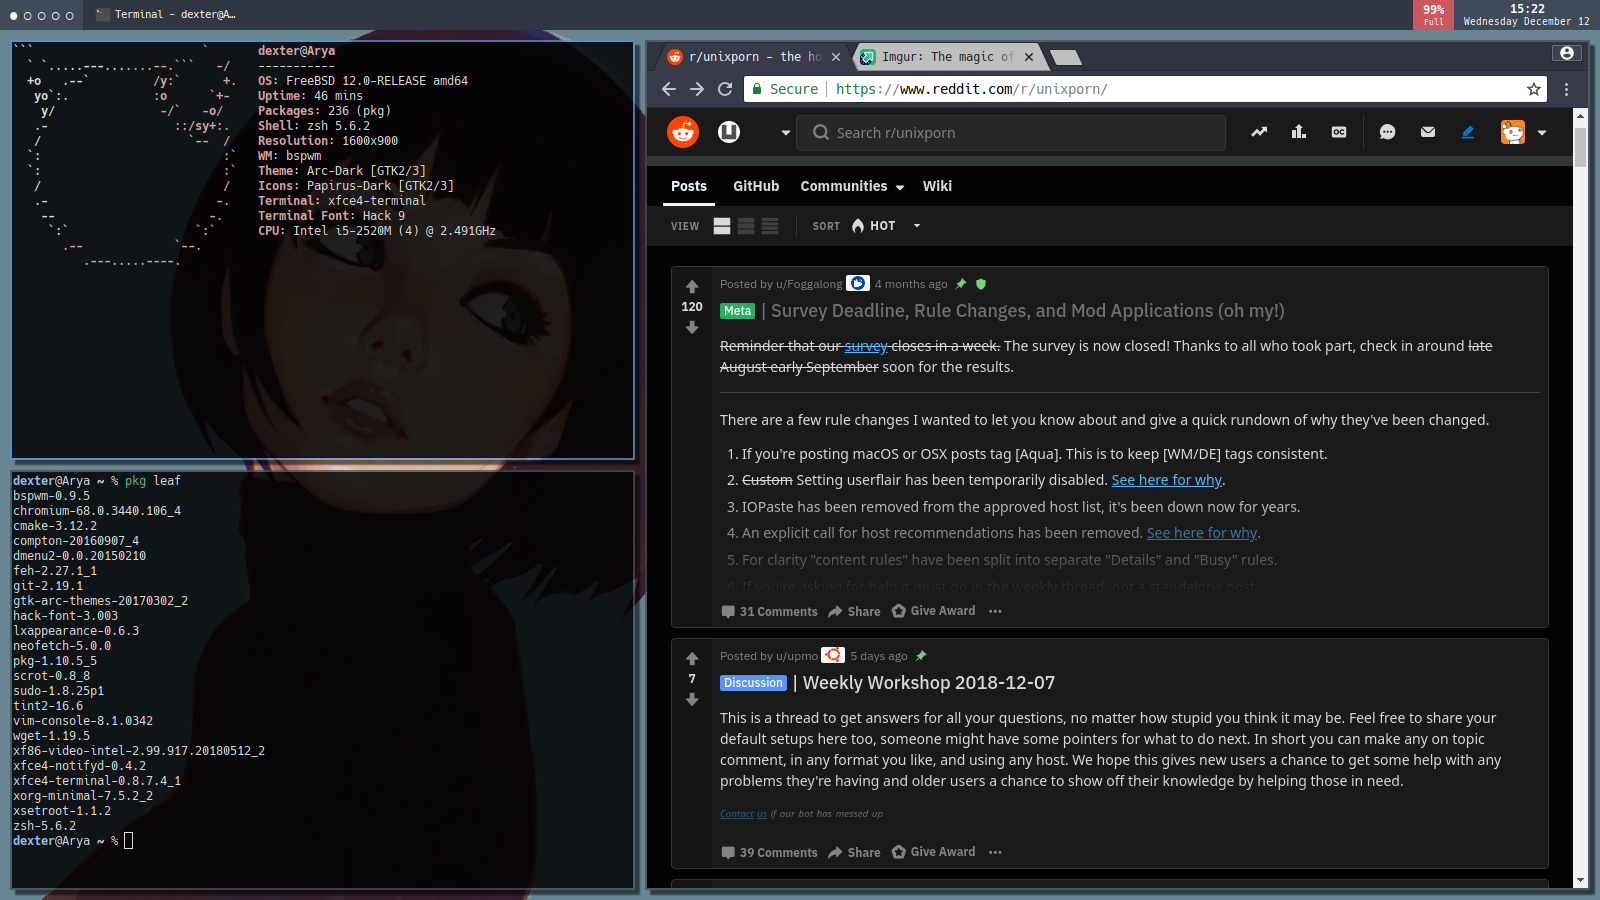 Terminal - dexter@A…
99%
Full
15:22
Wednesday December 12
dexter@Arya
-----------
OS: FreeBSD 12.0-RELEASE amd64
Uptime: 46 mins
Packages: 236 (pkg)
Shell: zsh 5.6.2
Resolution: 1600x900
WM: bspwm
Theme: Arc-Dark [GTK2/3]
Icons: Papirus-Dark [GTK2/3]
Terminal: xfce4-terminal
Terminal Font: Hack 9
CPU: Intel i5-2520M (4) @ 2.491GHz
dexter@Arya ~ % pkg leaf
bspwm-0.9.5
chromium-68.0.3440.106_4
cmake-3.12.2
compton-20160907_4
dmenu2-0.0.20150210
feh-2.27.1_1
git-2.19.1
gtk-arc-themes-20170302_2
hack-font-3.003
lxappearance-0.6.3
neofetch-5.0.0
pkg-1.10.5_5
scrot-0.8_8
sudo-1.8.25p1
tint2-16.6
vim-console-8.1.0342
wget-1.19.5
xf86-video-intel-2.99.917.20180512_2
xfce4-notifyd-0.4.2
xfce4-terminal-0.8.7.4_1
xorg-minimal-7.5.2_2
xsetroot-1.1.2
zsh-5.6.2
dexter@Arya ~ %
r/unixporn - the ho
Imgur: The magic of
Secure
https://www.reddit.com/r/unixporn/
Search r/unixporn
Posts GitHub Communities Wiki
VIEW SORT HOT
Posted by u/Foggalong 4 months ago
120
Meta | Survey Deadline, Rule Changes, and Mod Applications (oh my!)
Reminder that our survey closes in a week. The survey is now closed! Thanks to all who took part, check in around late
August early September soon for the results.
There are a few rule changes I wanted to let you know about and give a quick rundown of why they've been changed.
1. If you're posting macOS or OSX posts tag [Aqua]. This is to keep [WM/DE] tags consistent.
2. Custom Setting userflair has been temporarily disabled. See here for why.
3. IOPaste has been removed from the approved host list, it's been down now for years.
4. An explicit call for host recommendations has been removed. See here for why.
5. For clarity "content rules" have been split into separate "Details" and "Busy" rules.
6. If you're asking for help it must go in the weekly thread, not a standalone post.
31 Comments Share Give Award
Posted by u/upmo 5 days ago
7
Discussion | Weekly Workshop 2018-12-07
This is a thread to get answers for all your questions, no matter how stupid you think it may be. Feel free to share your
default setups here too, someone might have some pointers for what to do next. In short you can make any on topic
comment, in any format you like, and using any host. We hope this gives new users a chance to get some help with any
problems they're having and older users a chance to show off their knowledge by helping those in need.
Contact us if our bot has messed up
39 Comments Share Give Award